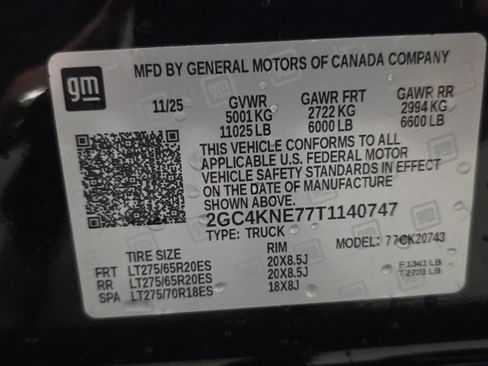 gm
MFD BY GENERAL MOTORS OF CANADA COMPANY
11/25 GVWR GAWR FRT GAWR RR
5001 KG 2722 KG 2994 KG
11025 LB 6000 LB 6600 LB
THIS VEHICLE CONFORMS TO ALL
APPLICABLE U.S. FEDERAL MOTOR
VEHICLE SAFETY STANDARDS IN EFFECT
ON THE DATE OF MANUFACTURE
SHOWN ABOVE.
2GC4KNE77T1140747
TYPE: TRUCK MODEL: 77CK20743
TIRE SIZE RIM
FRT LT275/65R20ES 20X8.5J F 1341 LB
RR LT275/65R20ES 20X8.5J
SPA LT275/70R18ES 18X8J